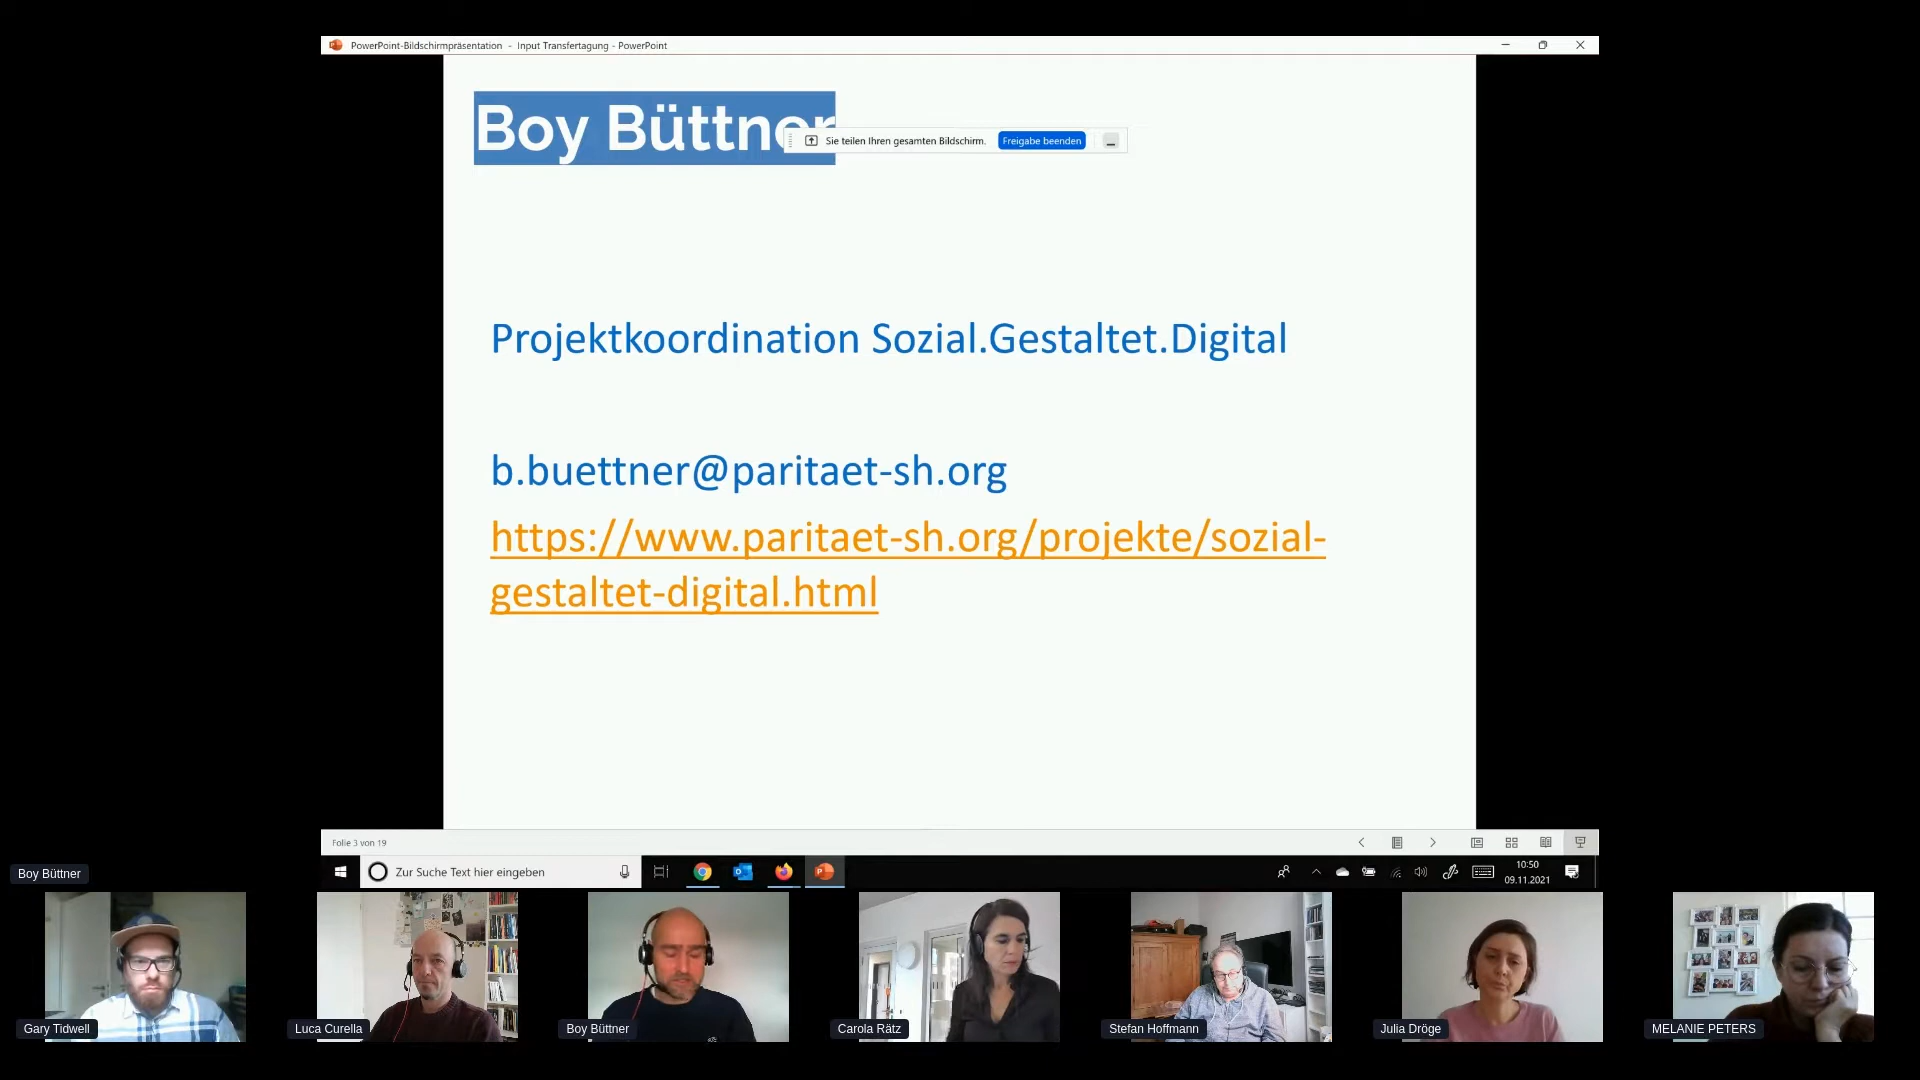 PowerPoint-Bildschirmpräsentation - Input Transfertagung - PowerPoint
Boy Büttner
Sie teilen Ihren gesamten Bildschirm. Freigabe beenden
Projektkoordination Sozial.Gestaltet.Digital
b.buettner@paritaet-sh.org
https://www.paritaet-sh.org/projekte/sozial-
gestaltet-digital.html
Folie 3 von 19
Zur Suche Text hier eingeben
10:50
09.11.2021
Boy Büttner
Gary Tidwell
Luca Curella
Boy Büttner
Carola Rätz
Stefan Hoffmann
Julia Dröge
MELANIE PETERS